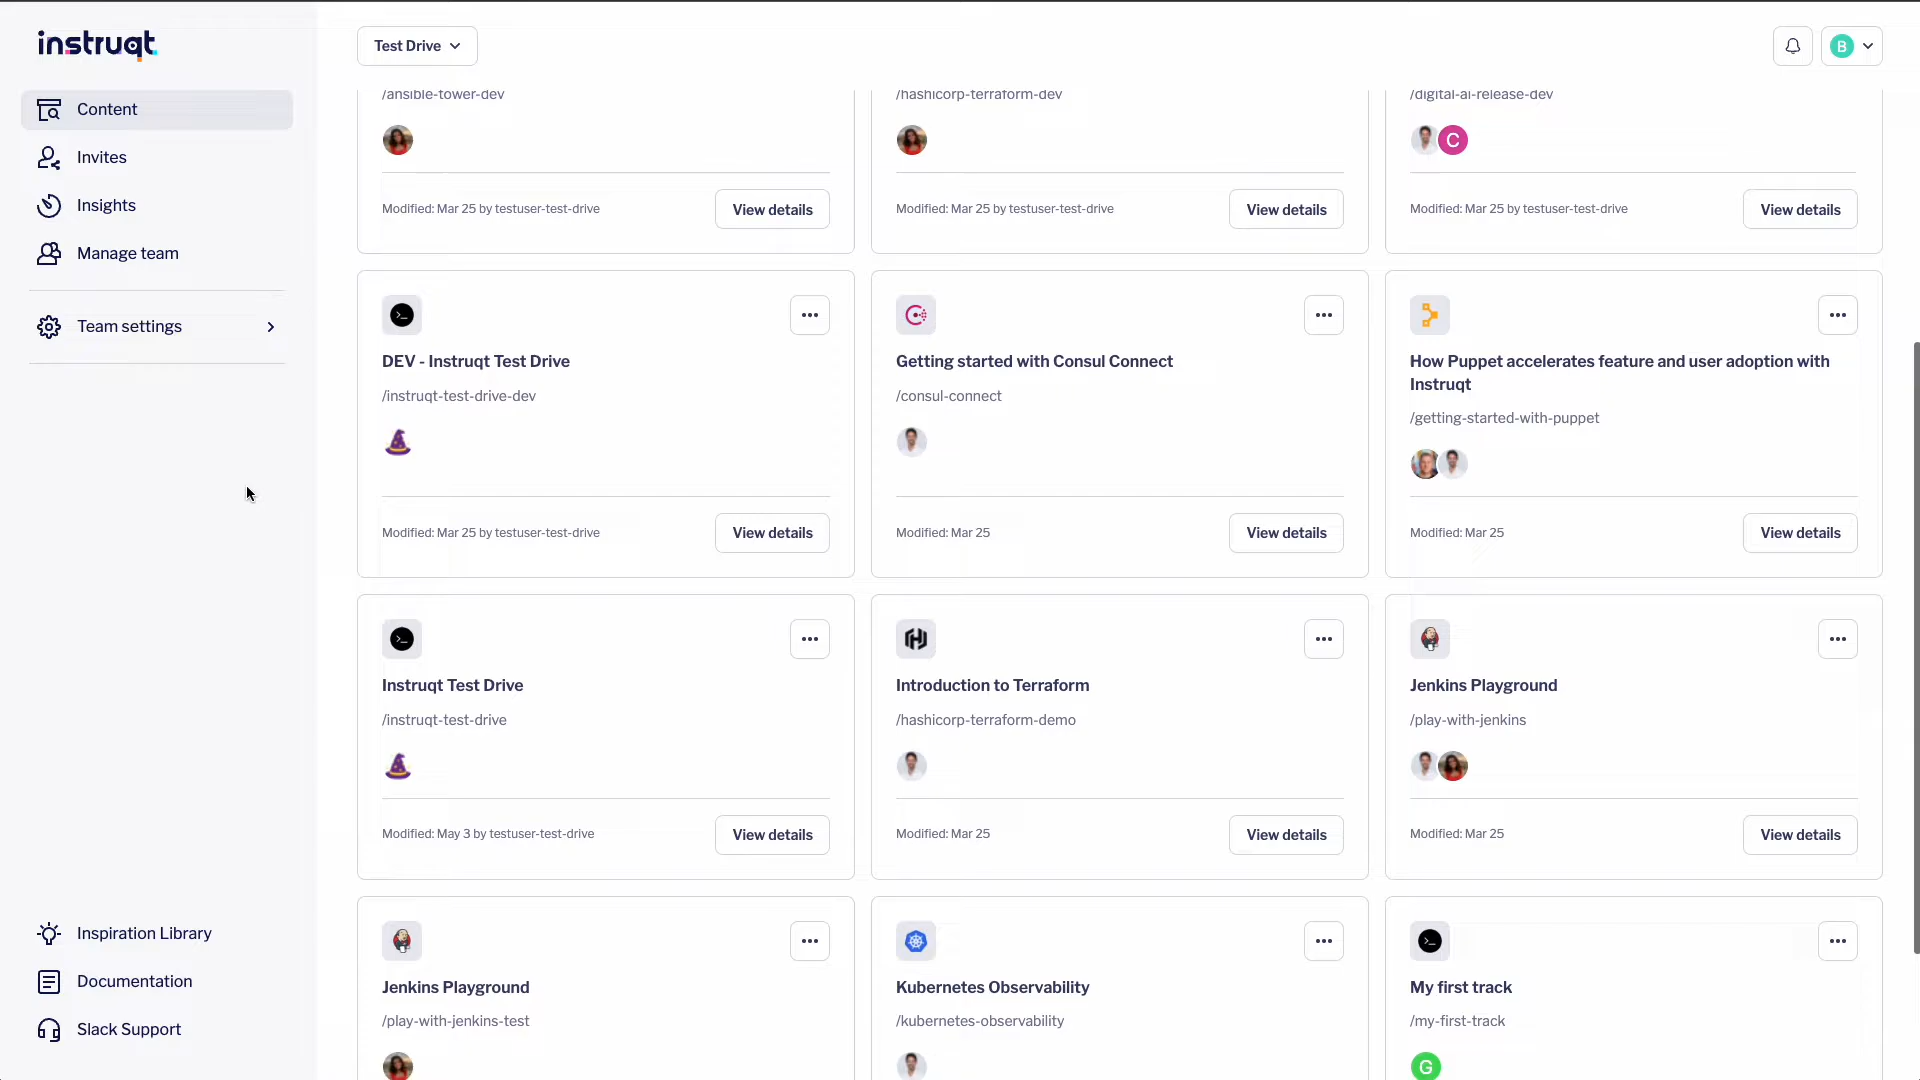 instruqt
Test Drive
B
Content
Invites
Insights
Manage team
Team settings
Inspiration Library
Documentation
Slack Support
/ansible-tower-dev
Modified: Mar 25 by testuser-test-drive
View details
/hashicorp-terraform-dev
Modified: Mar 25 by testuser-test-drive
View details
/digital-ai-release-dev
C
Modified: Mar 25 by testuser-test-drive
View details
DEV - Instruqt Test Drive
/instruqt-test-drive-dev
Modified: Mar 25 by testuser-test-drive
View details
Getting started with Consul Connect
/consul-connect
Modified: Mar 25
View details
How Puppet accelerates feature and user adoption with
Instruqt
/getting-started-with-puppet
Modified: Mar 25
View details
Instruqt Test Drive
/instruqt-test-drive
Modified: May 3 by testuser-test-drive
View details
Introduction to Terraform
/hashicorp-terraform-demo
Modified: Mar 25
View details
Jenkins Playground
/play-with-jenkins
Modified: Mar 25
View details
Jenkins Playground
/play-with-jenkins-test
Kubernetes Observability
/kubernetes-observability
My first track
/my-first-track
G